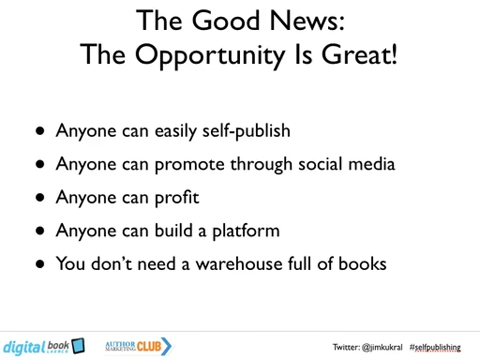 The Good News:
The Opportunity Is Great!
• Anyone can easily self-publish
• Anyone can promote through social media
• Anyone can profit
• Anyone can build a platform
• You don't need a warehouse full of books
digital book LAUNCH
AUTHOR MARKETING CLUB
Twitter: @jimkukral #selfpublishing